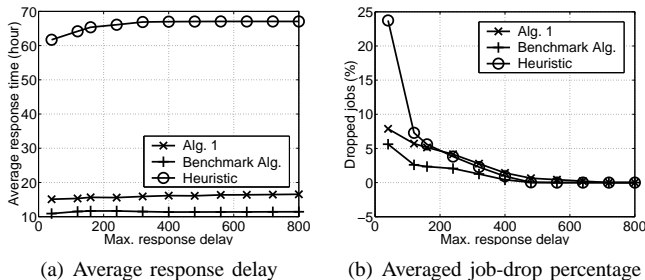 Average response time (hour)
70
60
50
40
30
20
10
0
200
400
600
800
Max. response delay
Alg. 1
Benchmark Alg.
Heuristic
(a) Average response delay
Dropped jobs (%)
25
20
15
10
5
0
−5
0
200
400
600
800
Max. response delay
Alg. 1
Benchmark Alg.
Heuristic
(b) Averaged job-drop percentage